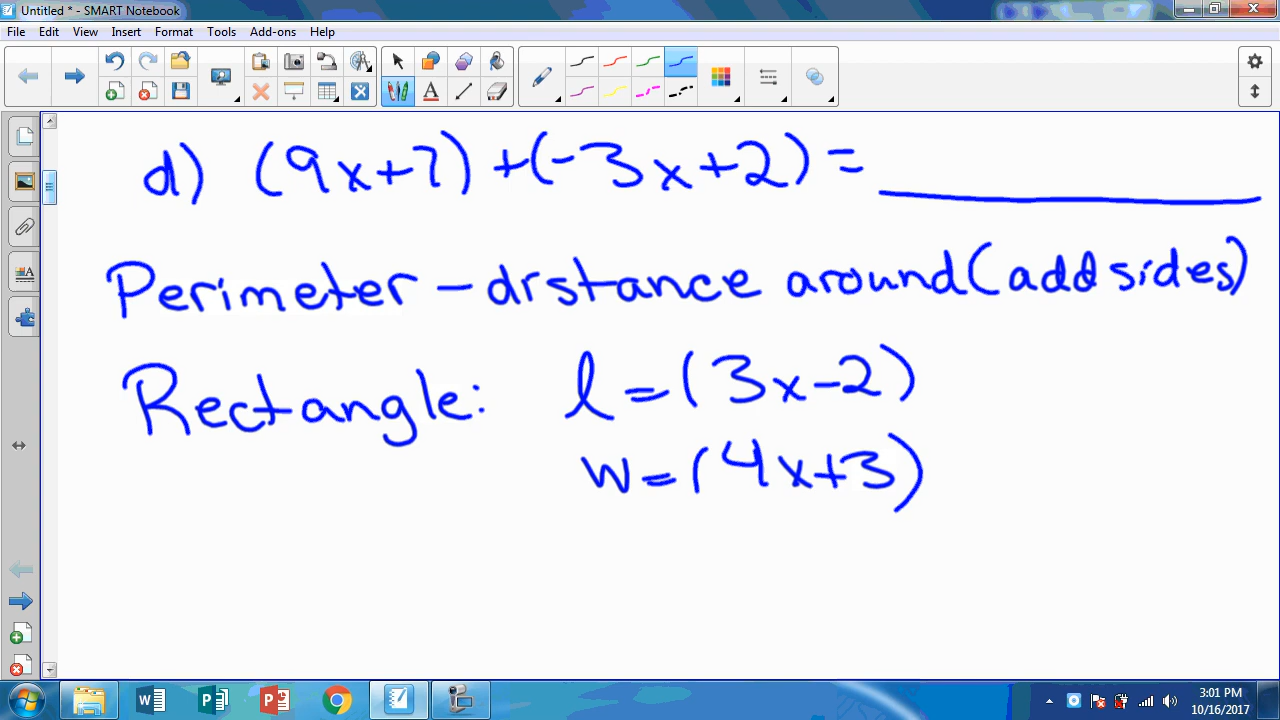 Untitled * - SMART Notebook
File Edit View Insert Format Tools Add-ons Help
d) (9x+7)+(-3x+2)=
Perimeter - distance around (add sides)
Rectangle: l=(3x-2)
w=(4x+3)
3:01 PM
10/16/2017